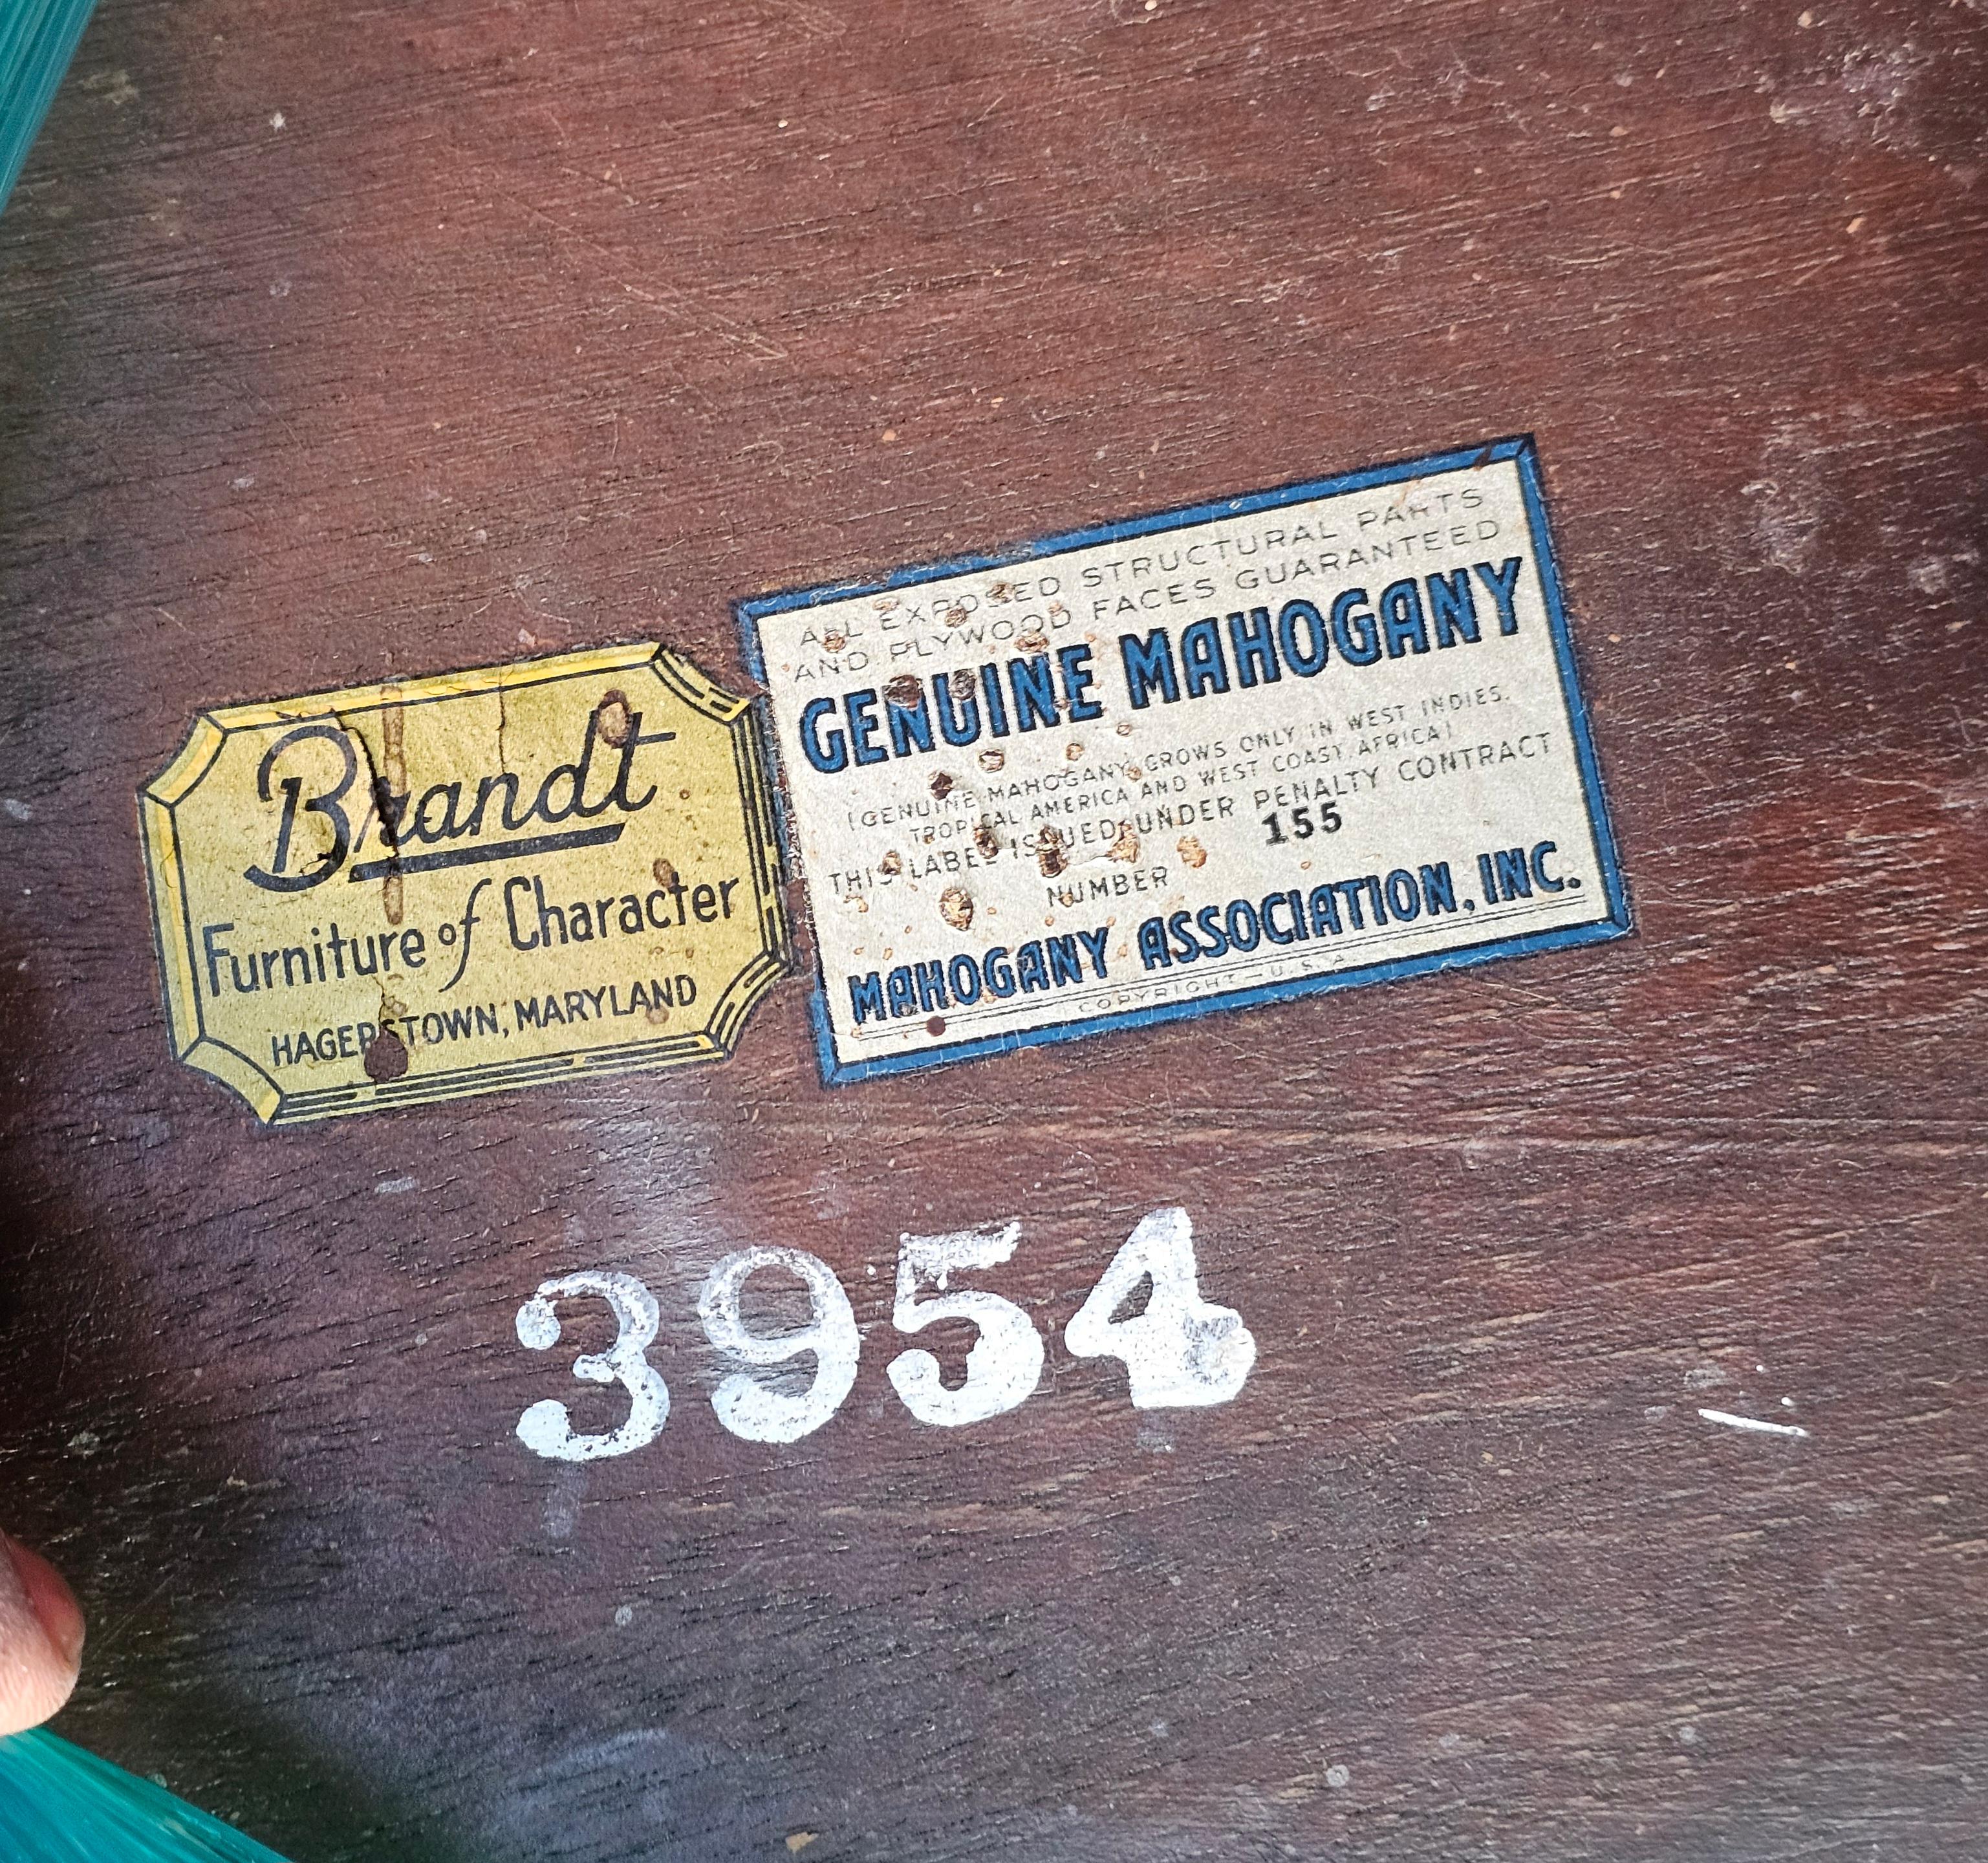 Brandt
Furniture of Character
HAGERSTOWN, MARYLAND
ALL EXPOSED STRUCTURAL PARTS
AND PLYWOOD FACES GUARANTEED
GENUINE MAHOGANY
(GENUINE MAHOGANY GROWS ONLY IN WEST INDIES,
TROPICAL AMERICA AND WEST COAST AFRICA)
THIS LABEL ISSUED UNDER PENALTY CONTRACT
NUMBER 155
MAHOGANY ASSOCIATION, INC.
COPYRIGHT - U.S.A
3954